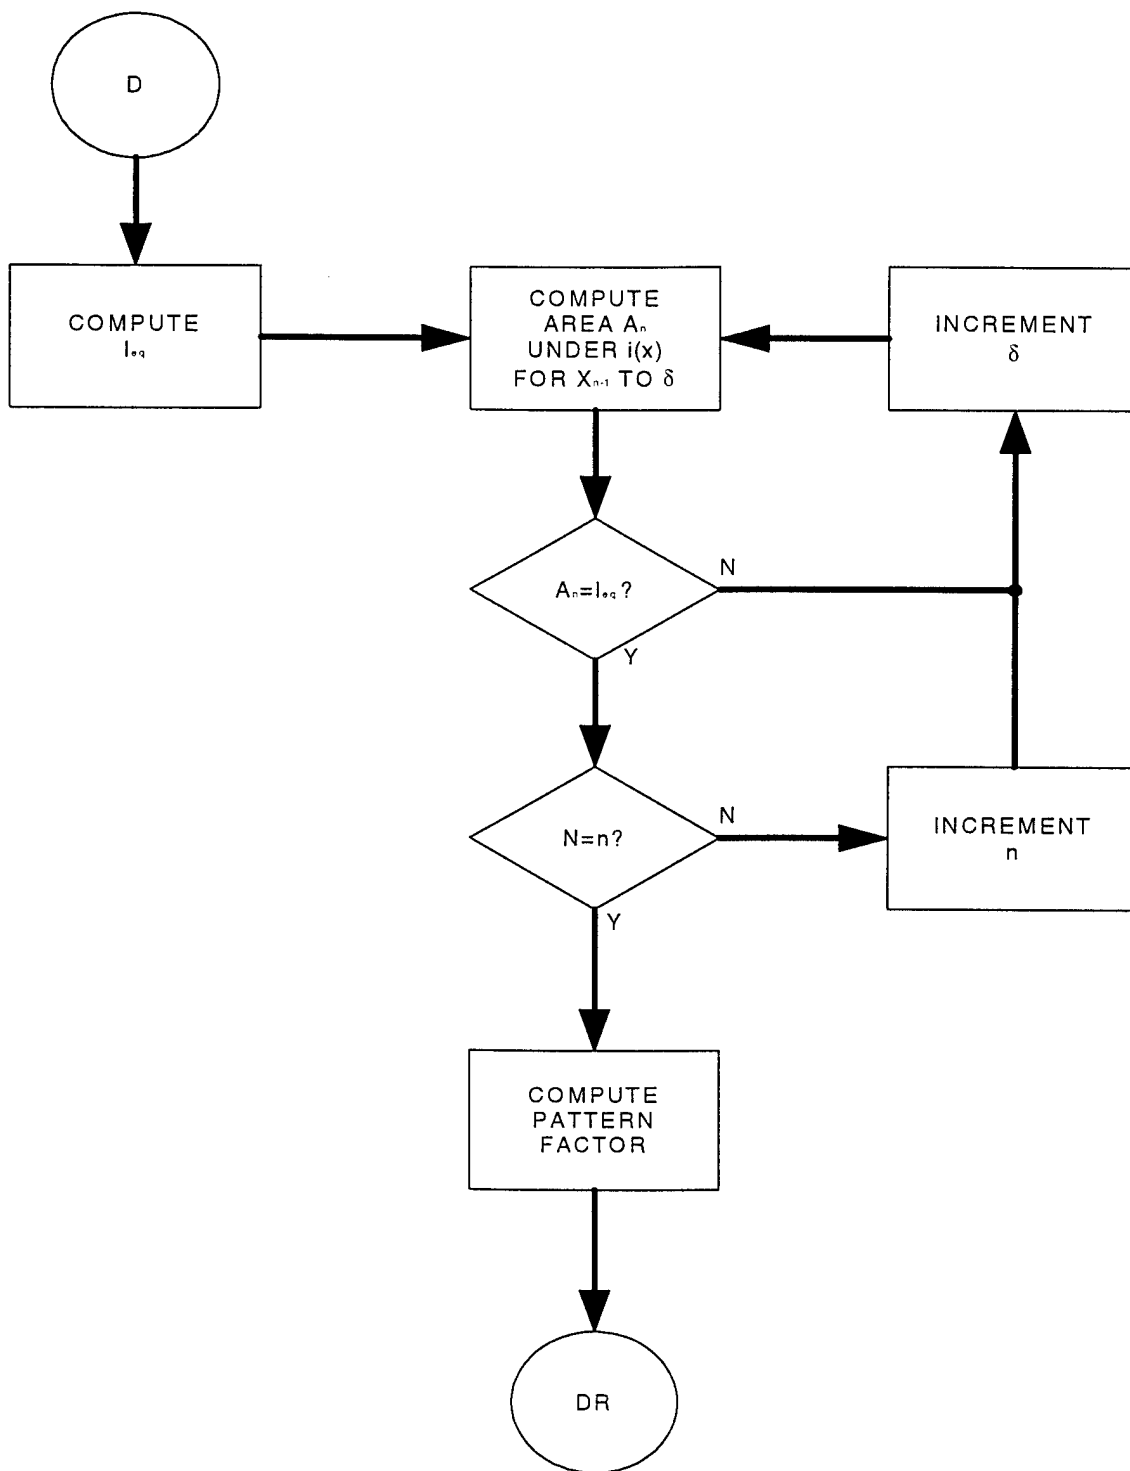 D
COMPUTE
Ieq
COMPUTE
AREA An
UNDER i(x)
FOR Xn-1 TO δ
INCREMENT
δ
An=Ieq?
N
Y
N=n?
N
Y
INCREMENT
n
COMPUTE
PATTERN
FACTOR
DR